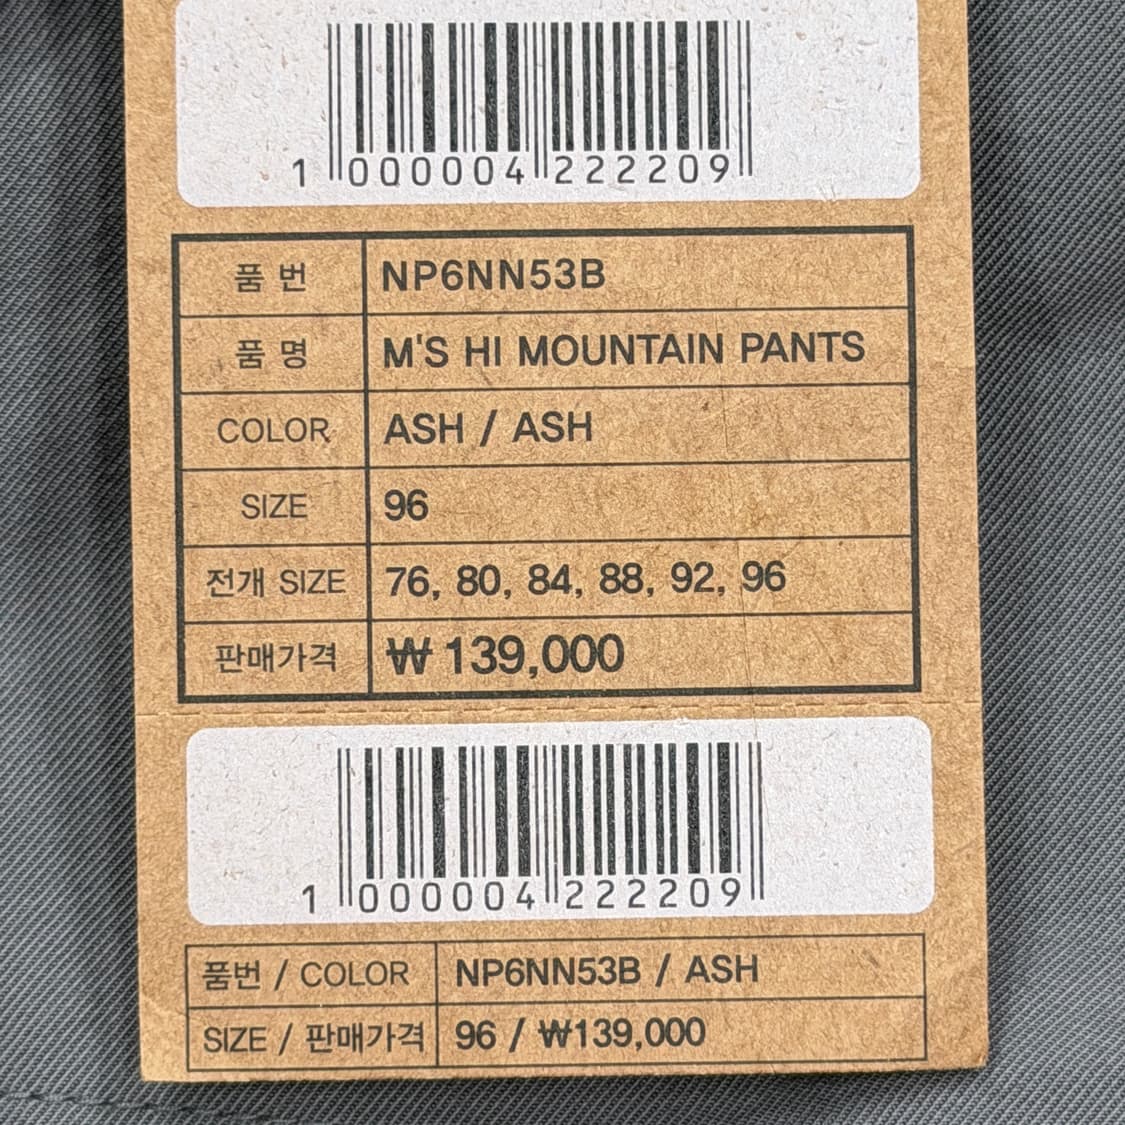 1 000004 222209
품 번 NP6NN53B
품 명 M'S HI MOUNTAIN PANTS
COLOR ASH / ASH
SIZE 96
전개 SIZE 76, 80, 84, 88, 92, 96
판매가격 ₩ 139,000
1 000004 222209
품번 / COLOR NP6NN53B / ASH
SIZE / 판매가격 96 / ₩139,000